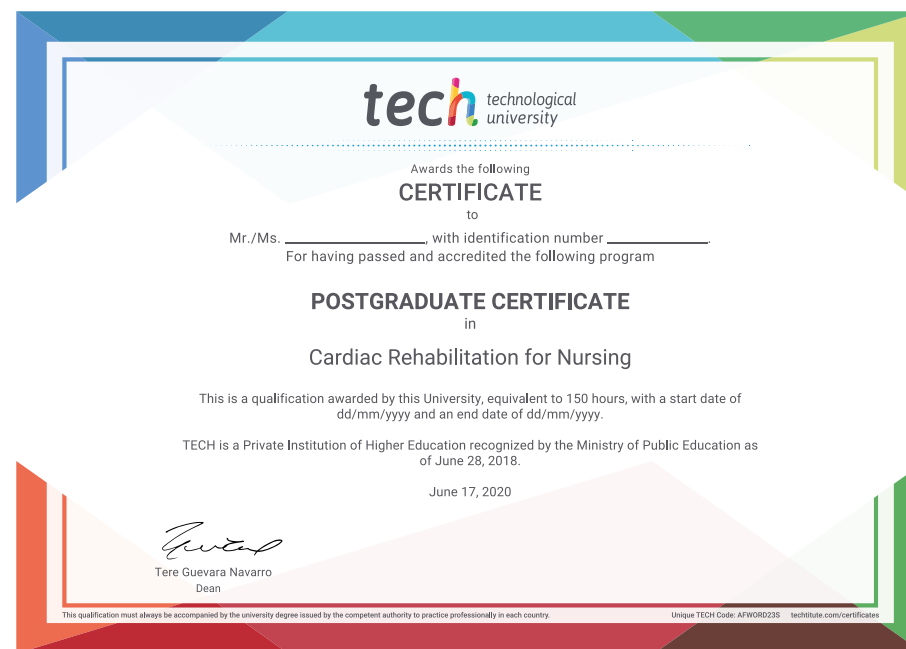 tech technological
university
Awards the following
CERTIFICATE
to
Mr./Ms. ____________________, with identification number ______________.
For having passed and accredited the following program
POSTGRADUATE CERTIFICATE
in
Cardiac Rehabilitation for Nursing
This is a qualification awarded by this University, equivalent to 150 hours, with a start date of
dd/mm/yyyy and an end date of dd/mm/yyyy.
TECH is a Private Institution of Higher Education recognized by the Ministry of Public Education as
of June 28, 2018.
June 17, 2020
Tere Guevara Navarro
Dean
This qualification must always be accompanied by the university degree issued by the competent authority to practice professionally in each country.
Unique TECH Code: AFWORD23S techtitute.com/certificates